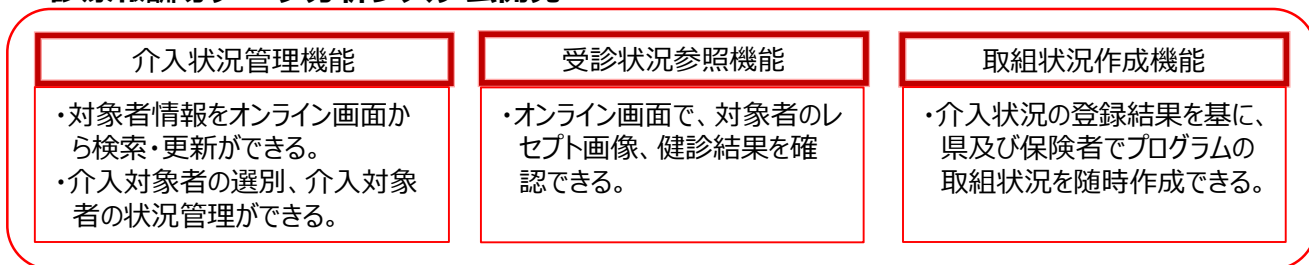 介入状況管理機能
・対象者情報をオンライン画面か
ら検索・更新ができる。
・介入対象者の選別、介入対象
者の状況管理ができる。
受診状況参照機能
・オンライン画面で、対象者のレ
セプト画像、健診結果を確
認できる。
取組状況作成機能
・介入状況の登録結果を基に、
県及び保険者でプログラムの
取組状況を随時作成できる。